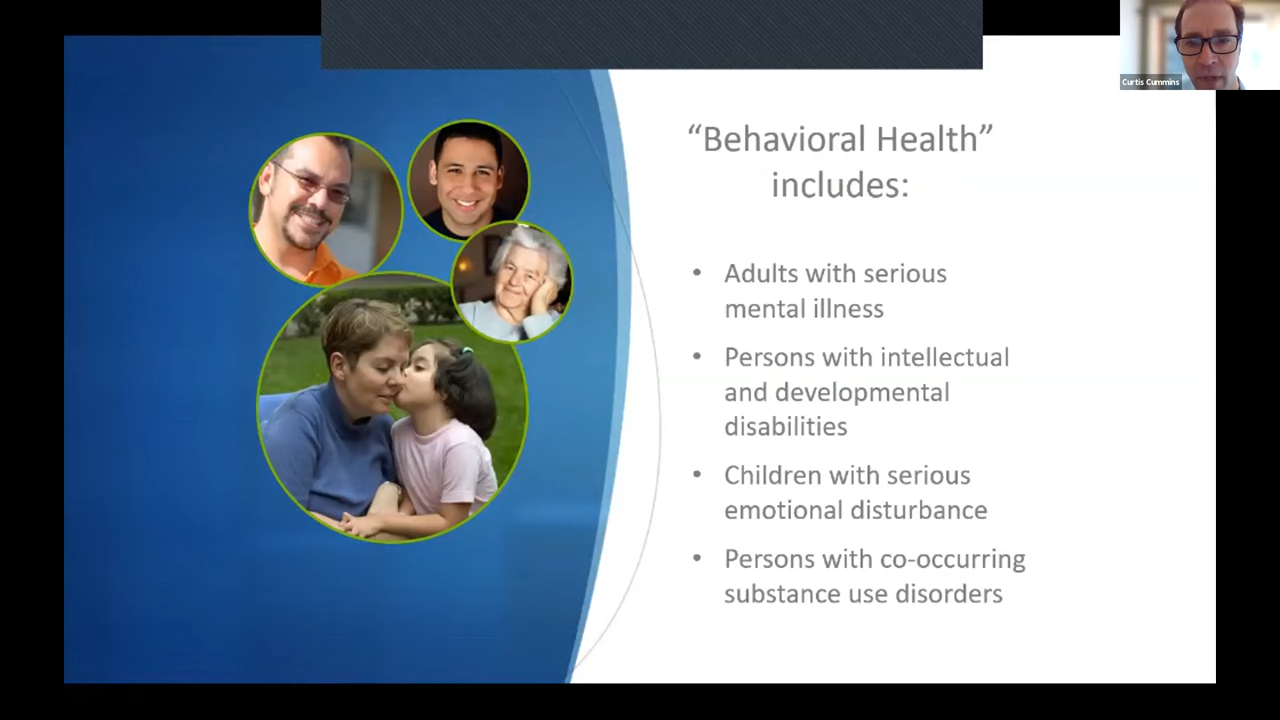 Curtis Cummins
“Behavioral Health”
includes:
• Adults with serious
mental illness
• Persons with intellectual
and developmental
disabilities
• Children with serious
emotional disturbance
• Persons with co-occurring
substance use disorders